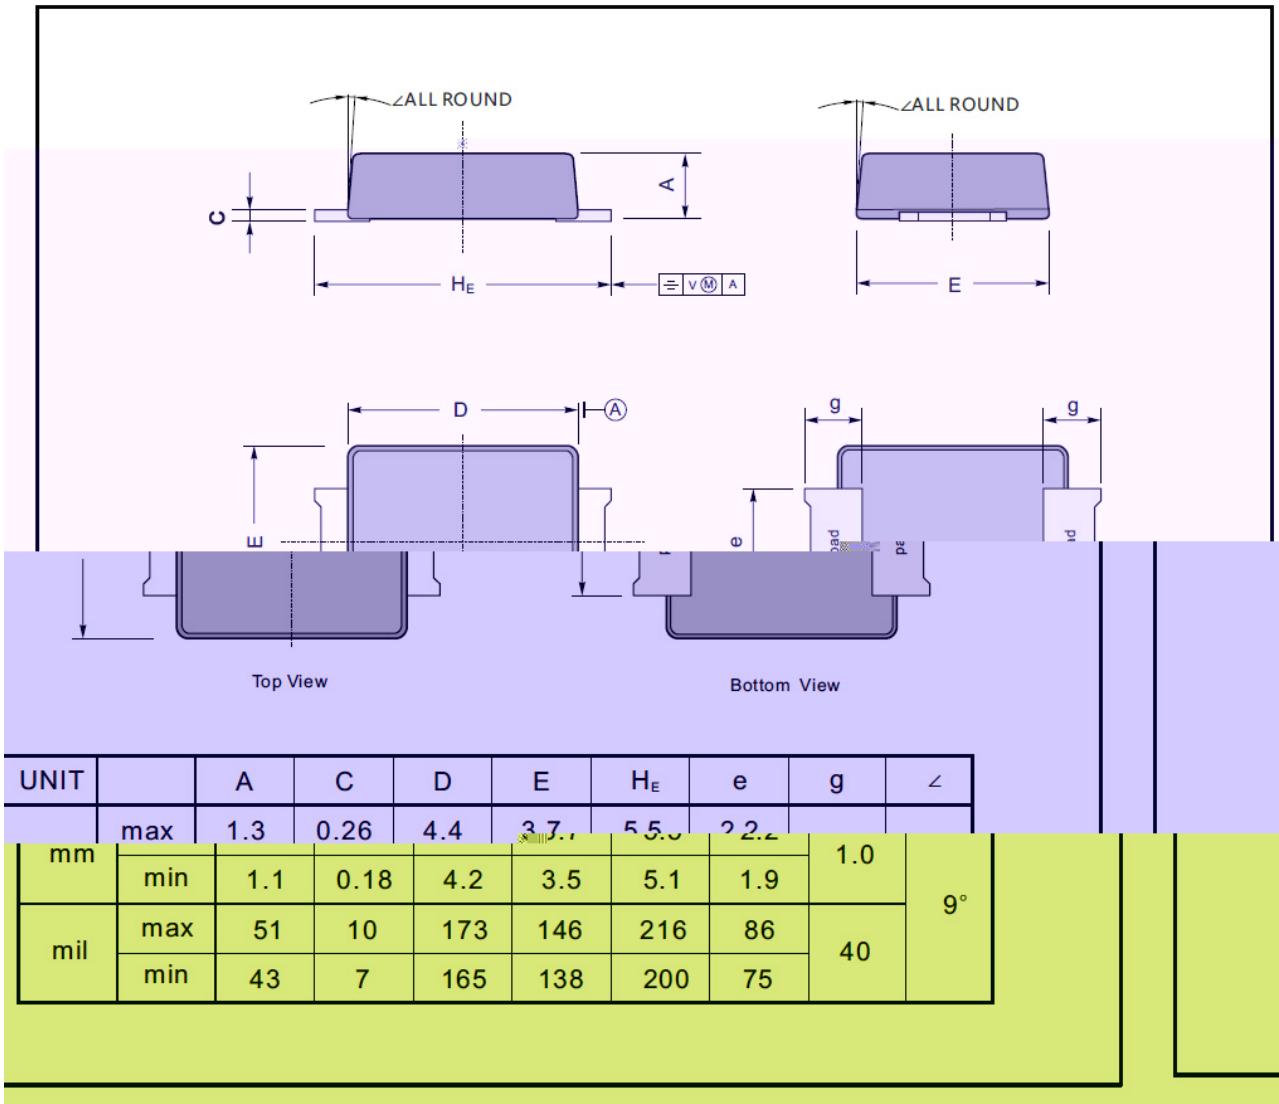 ∠ALL ROUND
∠ALL ROUND
A
C
HE
V Ⓜ A
E
D
Ⓐ
g
g
E
e
pad
Top View
Bottom View
UNIT A C D E HE e g ∠
max 1.3 0.26 4.4
mm 1.0
min 1.1 0.18 4.2 3.5 5.1 1.9
9°
max 51 10 173 146 216 86
mil 40
min 43 7 165 138 200 75